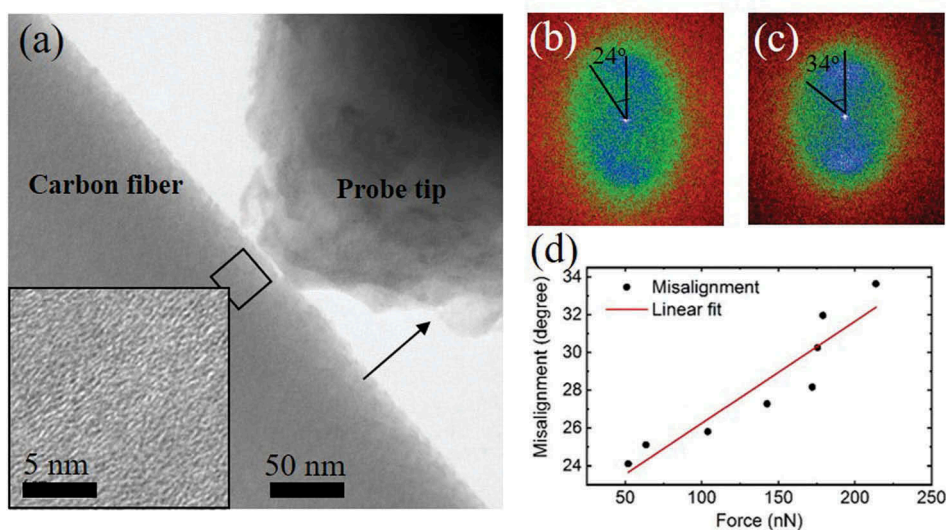 (a)
Carbon fiber
Probe tip
5 nm
50 nm
(b)
24°
(c)
34°
(d)
Misalignment (degree)
34
32
30
28
26
24
Misalignment
Linear fit
50
100
150
200
250
Force (nN)